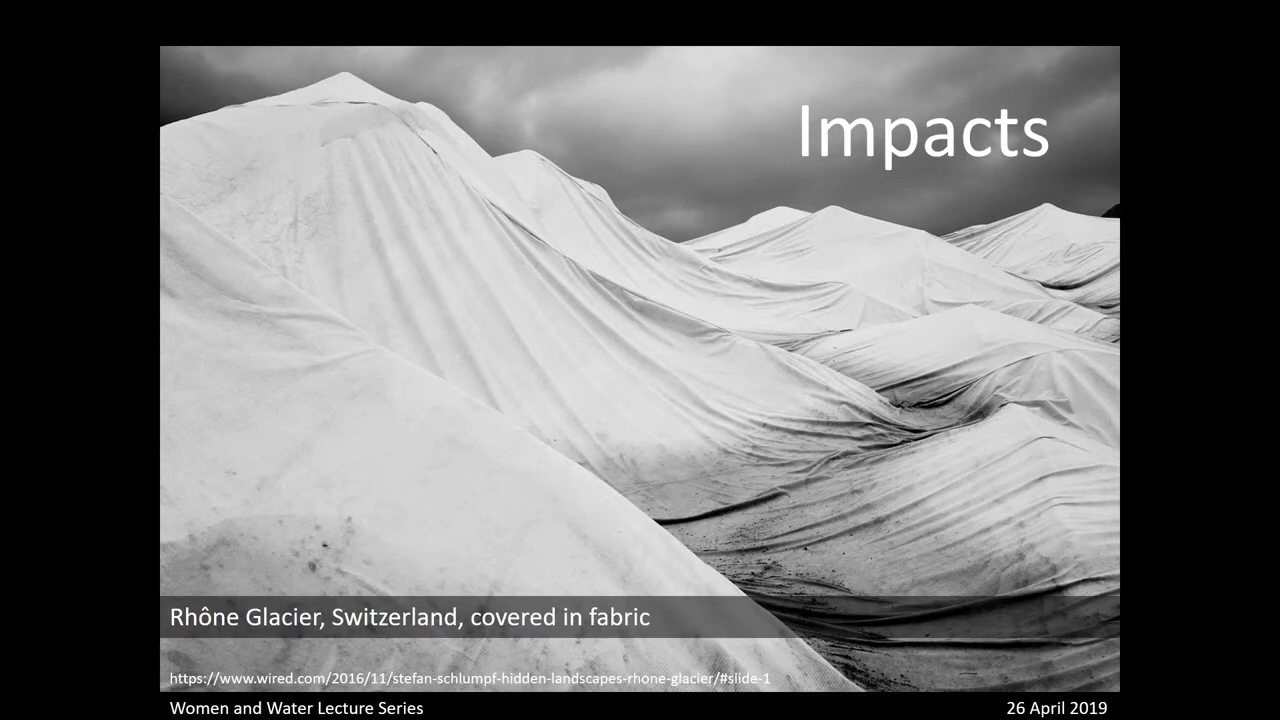 Impacts
Rhône Glacier, Switzerland, covered in fabric
https://www.wired.com/2016/11/stefan-schlumpf-hidden-landscapes-rhone-glacier/#slide-1
Women and Water Lecture Series
26 April 2019